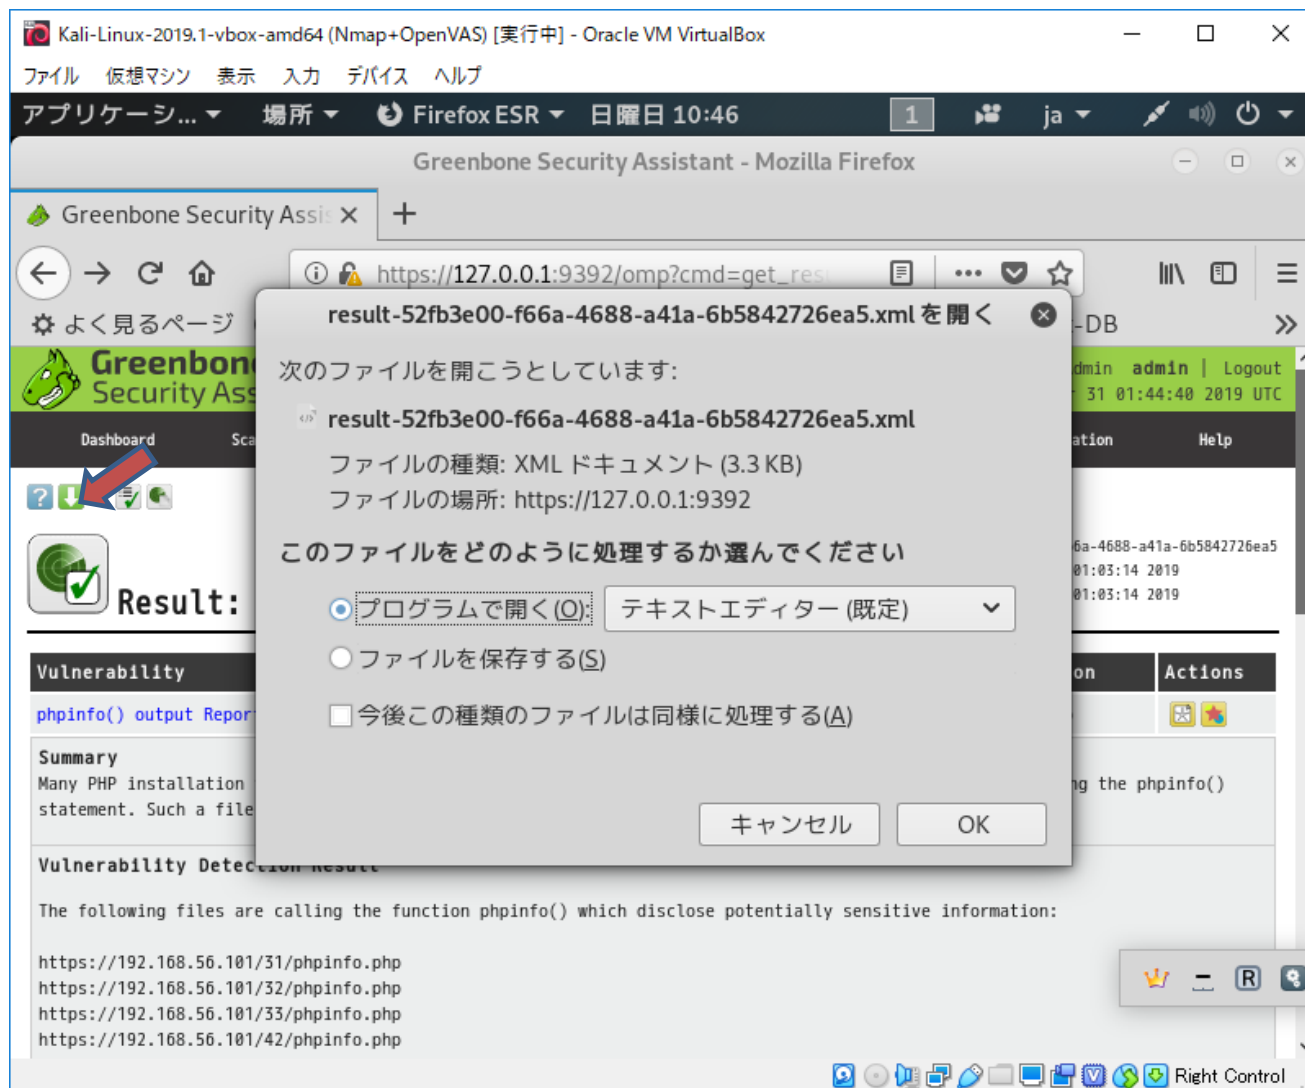 Kali-Linux-2019.1-vbox-amd64 (Nmap+OpenVAS) [実行中] - Oracle VM VirtualBox
ファイル 仮想マシン 表示 入力 デバイス ヘルプ
アプリケーシ... 場所 Firefox ESR 日曜日 10:46 1 ja
Greenbone Security Assistant - Mozilla Firefox
Greenbone Security Assis
https://127.0.0.1:9392/omp?cmd=get_res
よく見るページ -DB
result-52fb3e00-f66a-4688-a41a-6b5842726ea5.xml を開く
次のファイルを開こうとしています:
result-52fb3e00-f66a-4688-a41a-6b5842726ea5.xml
ファイルの種類: XML ドキュメント (3.3 KB)
ファイルの場所: https://127.0.0.1:9392
このファイルをどのように処理するか選んでください
プログラムで開く(O): テキストエディター (既定)
ファイルを保存する(S)
今後この種類のファイルは同様に処理する(A)
キャンセル OK
Greenbon
Security Ass
dmin admin | Logout
31 01:44:40 2019 UTC
Dashboard Sca ation Help
6a-4688-a41a-6b5842726ea5
01:03:14 2019
01:03:14 2019
Result:
Vulnerability on Actions
phpinfo() output Repor
Summary
Many PHP installation ng the phpinfo()
statement. Such a file
Vulnerability Detection Result
The following files are calling the function phpinfo() which disclose potentially sensitive information:
https://192.168.56.101/31/phpinfo.php
https://192.168.56.101/32/phpinfo.php
https://192.168.56.101/33/phpinfo.php
https://192.168.56.101/42/phpinfo.php
R
Right Control